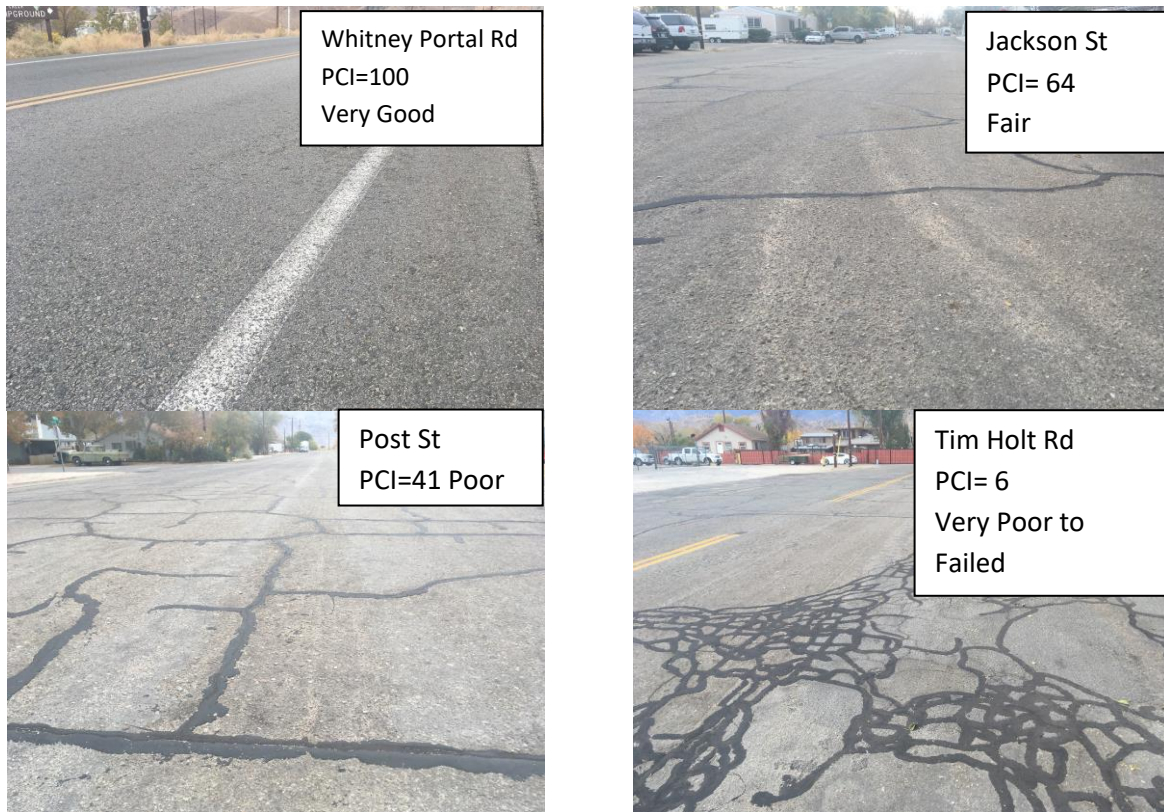 PGROUND
Whitney Portal Rd
PCI=100
Very Good
Jackson St
PCI= 64
Fair
Post St
PCI=41 Poor
Tim Holt Rd
PCI= 6
Very Poor to
Failed